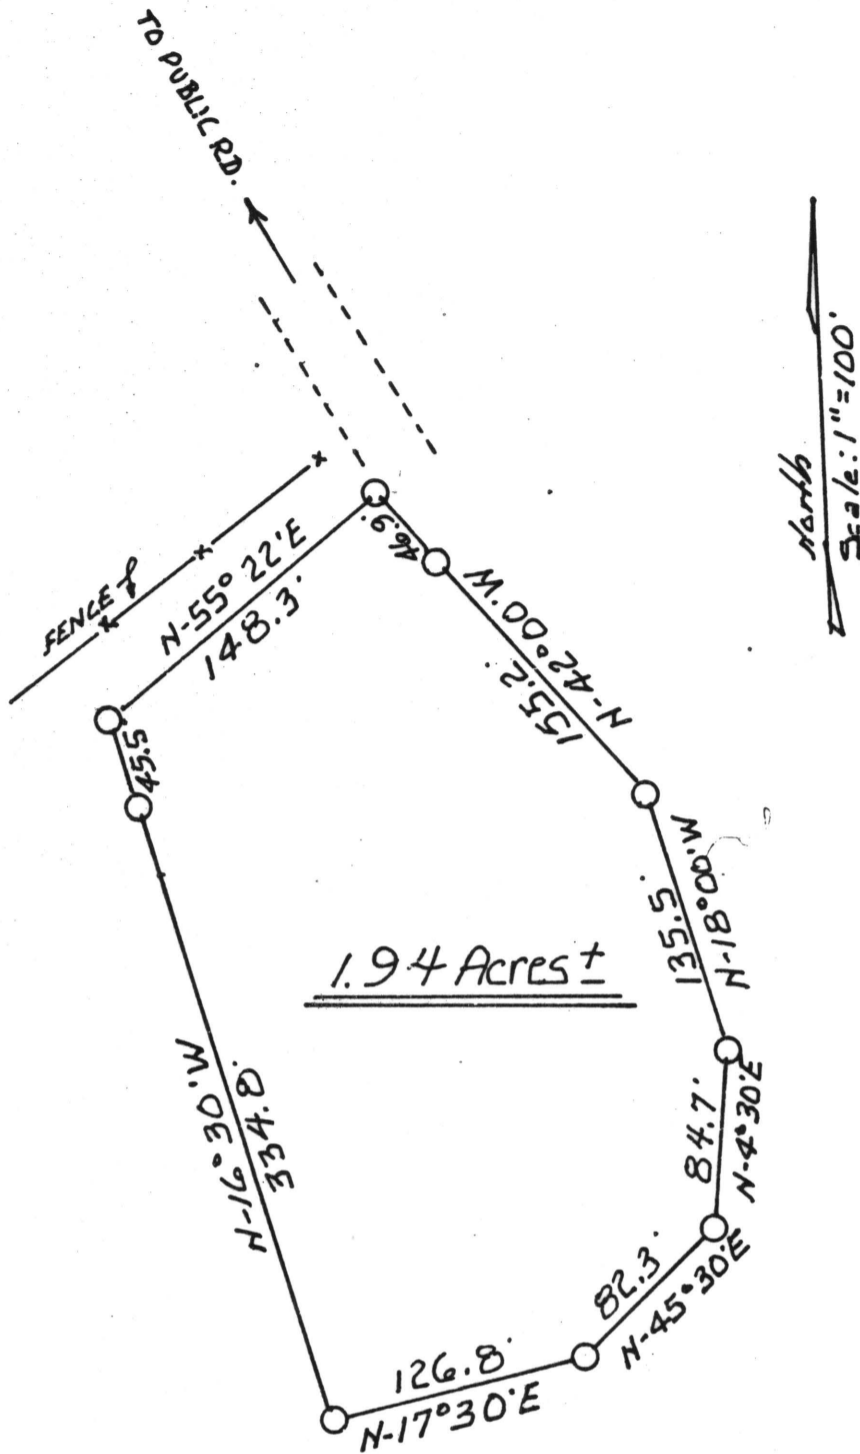 TO PUBLIC RD.
FENCE
N-55° 22'E
148.3'
46.9'
45.5'
N-42°00'W
155.2'
North
Scale: 1"=100'
135.5'
N-18°00'W
1.94 Acres ±
N-16°30'W
334.8'
84.7'
N-4°30'E
82.3'
N-45°30'E
126.8'
N-17°30'E